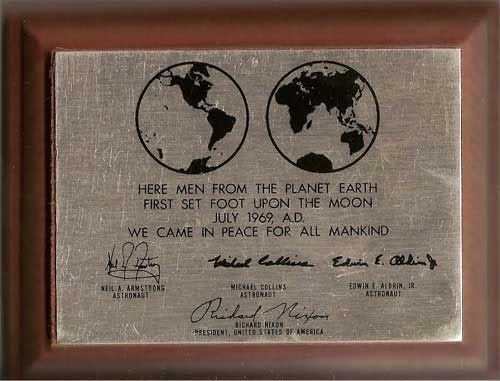 HERE MEN FROM THE PLANET EARTH
FIRST SET FOOT UPON THE MOON
JULY 1969, A.D.
WE CAME IN PEACE FOR ALL MANKIND
Michael Collins Edwin E. Aldrin Jr
NEIL A. ARMSTRONG MICHAEL COLLINS EDWIN E. ALDRIN, JR.
ASTRONAUT ASTRONAUT ASTRONAUT
Richard Nixon
RICHARD NIXON
PRESIDENT, UNITED STATES OF AMERICA